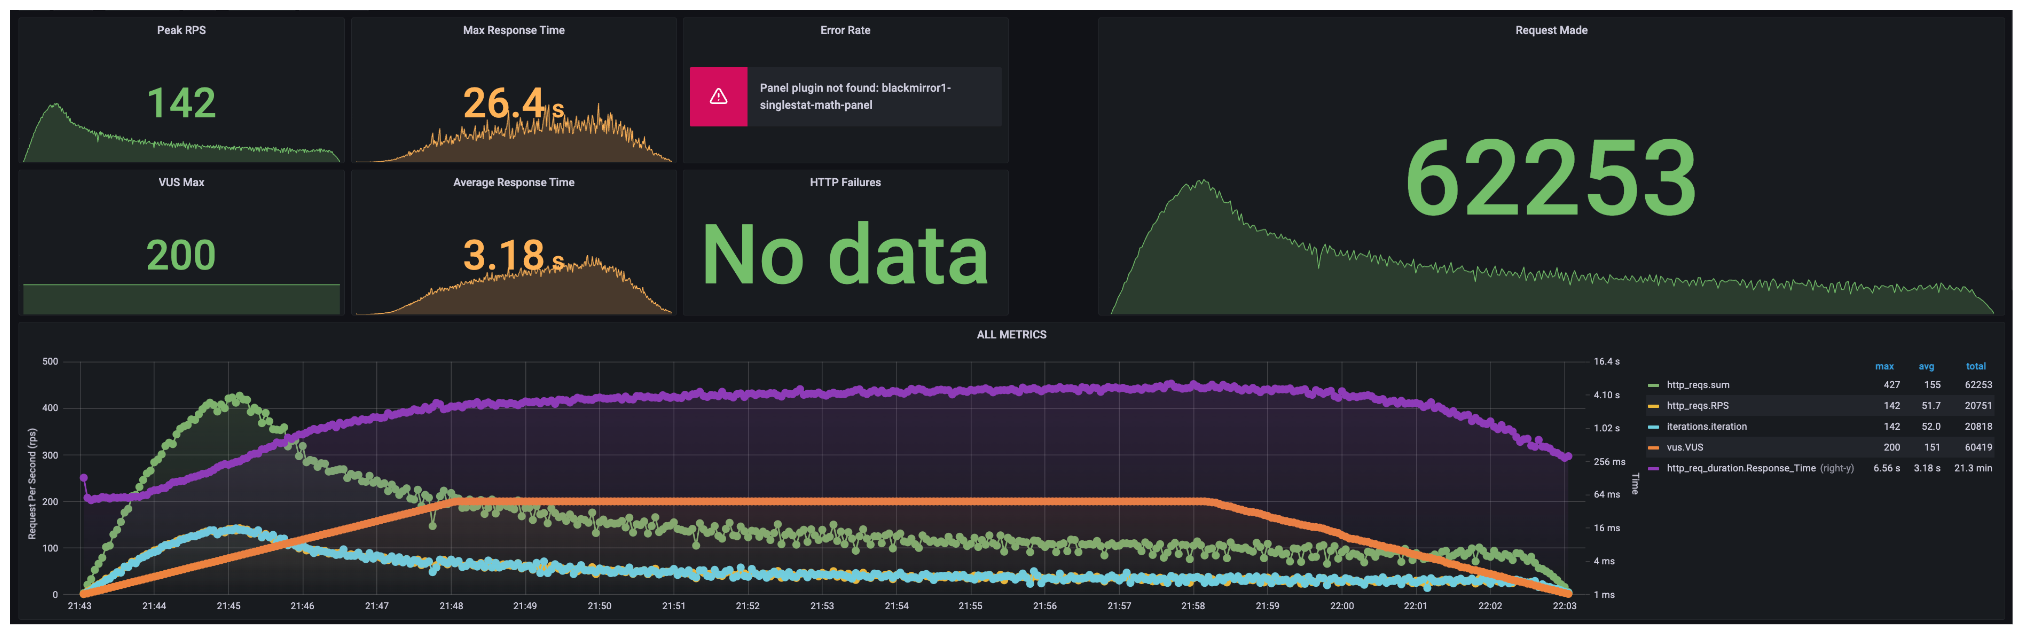 Peak RPS
142
Max Response Time
26.4 s
Error Rate
Panel plugin not found: blackmirror1-
singlestat-math-panel
Request Made
62253
VUS Max
200
Average Response Time
3.18 s
HTTP Failures
No data
ALL METRICS
Request Per Second (rps)
500
400
300
200
100
0
21:43
21:44
21:45
21:46
21:47
21:48
21:49
21:50
21:51
21:52
21:53
21:54
21:55
21:56
21:57
21:58
21:59
22:00
22:01
22:02
22:03
16.4 s
4.10 s
1.02 s
256 ms
64 ms
16 ms
4 ms
1 ms
Time
max avg total
http_reqs.sum 427 155 62253
http_reqs.RPS 142 51.7 20751
iterations.iteration 142 52.0 20818
vus.VUS 200 151 60419
http_req_duration.Response_Time (right-y) 6.56 s 3.18 s 21.3 min